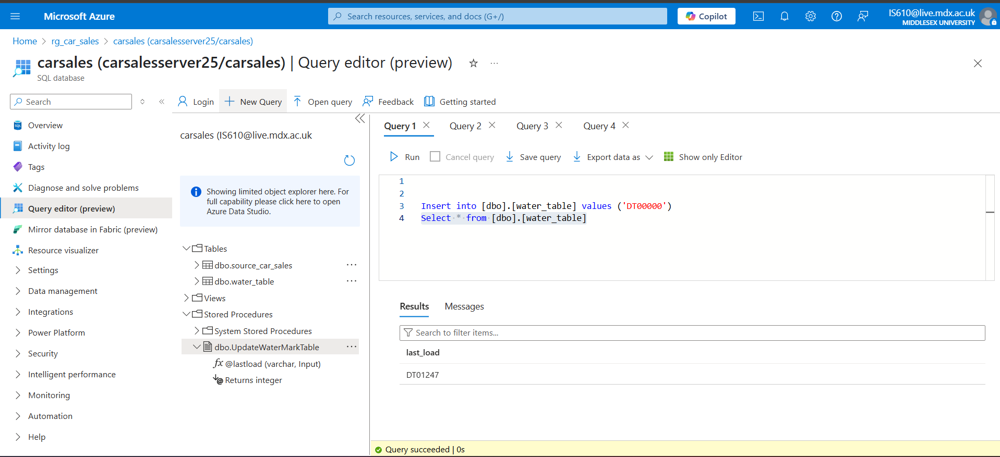 Microsoft Azure
Search resources, services, and docs (G+/)
Copilot
IS610@live.mdx.ac.uk
MIDDLESEX UNIVERSITY
Home > rg_car_sales > carsales (carsalesserver25/carsales)
carsales (carsalesserver25/carsales) | Query editor (preview)
SQL database
Search
Overview
Activity log
Tags
Diagnose and solve problems
Query editor (preview)
Mirror database in Fabric (preview)
Resource visualizer
Settings
Data management
Integrations
Power Platform
Security
Intelligent performance
Monitoring
Automation
Help
Login
New Query
Open query
Feedback
Getting started
carsales (IS610@live.mdx.ac.uk
Showing limited object explorer here. For
full capability please click here to open
Azure Data Studio.
Tables
dbo.source_car_sales
dbo.water_table
Views
Stored Procedures
System Stored Procedures
dbo.UpdateWaterMarkTable
@lastload (varchar, Input)
Returns integer
Query 1
Query 2
Query 3
Query 4
Run
Cancel query
Save query
Export data as
Show only Editor
1
2
3 Insert into [dbo].[water_table] values ('DT00000')
4 Select * from [dbo].[water_table]
Results
Messages
Search to filter items...
last_load
DT01247
Query succeeded | 0s